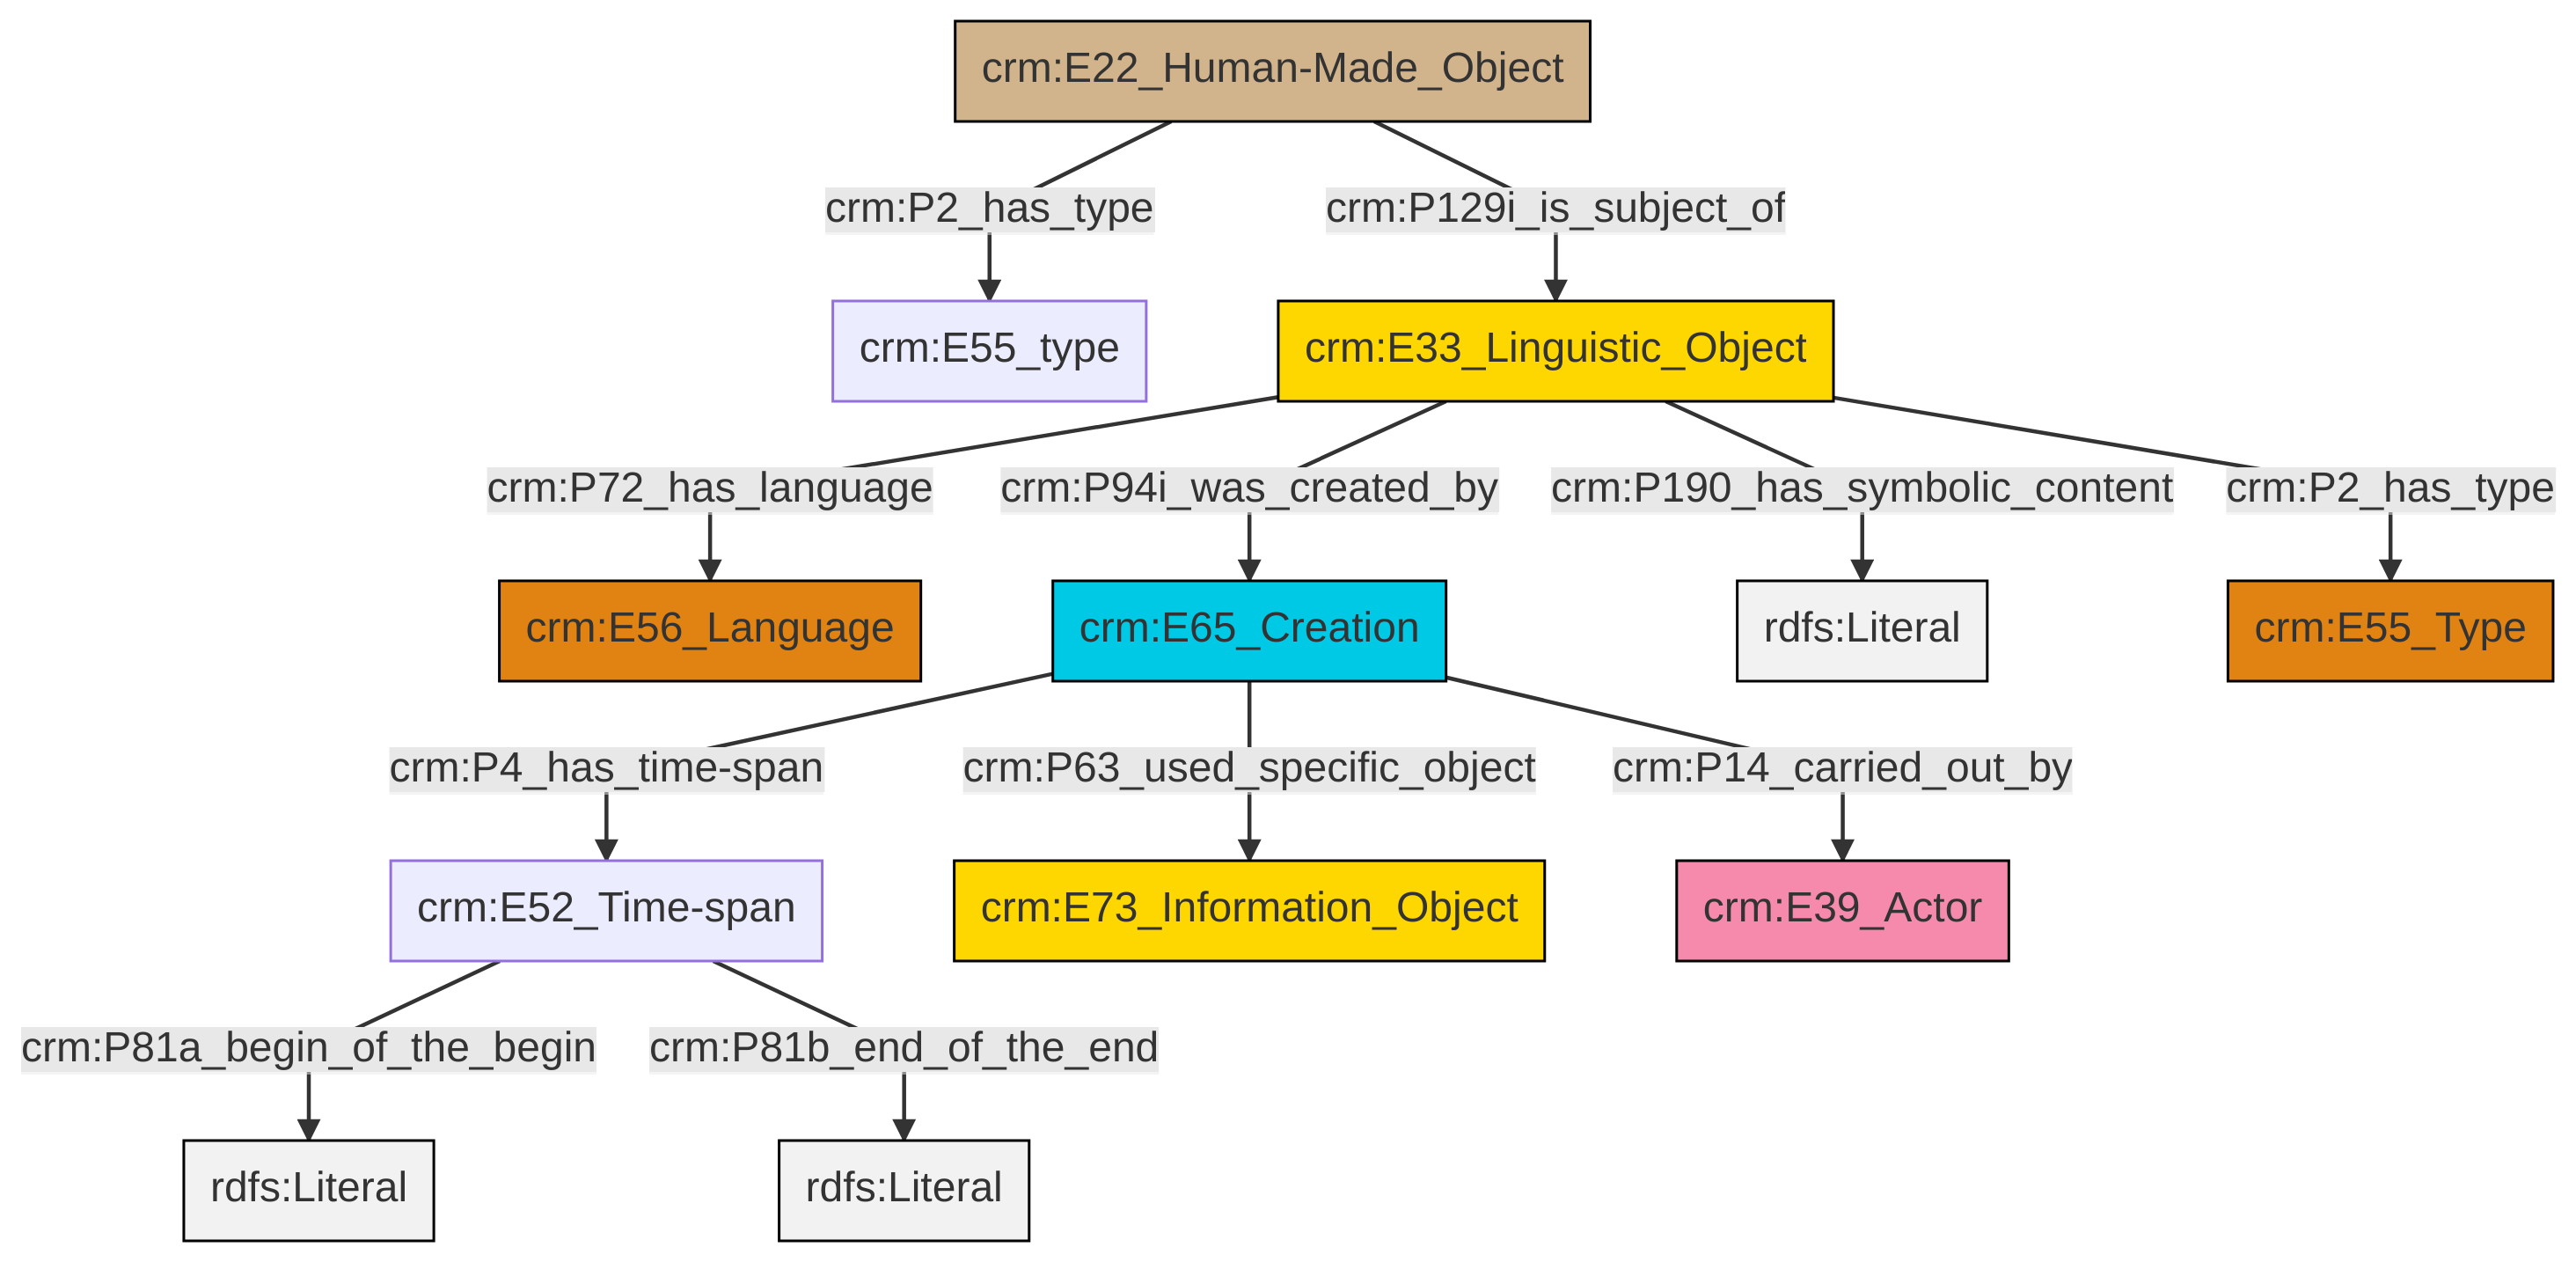 crm:E22_Human-Made_Object
crm:P2_has_type
crm:P129i_is_subject_of
crm:E55_type
crm:E33_Linguistic_Object
crm:P72_has_language
crm:P94i_was_created_by
crm:P190_has_symbolic_content
crm:P2_has_type
crm:E56_Language
crm:E65_Creation
rdfs:Literal
crm:E55_Type
crm:P4_has_time-span
crm:P63_used_specific_object
crm:P14_carried_out_by
crm:E52_Time-span
crm:E73_Information_Object
crm:E39_Actor
crm:P81a_begin_of_the_begin
crm:P81b_end_of_the_end
rdfs:Literal
rdfs:Literal